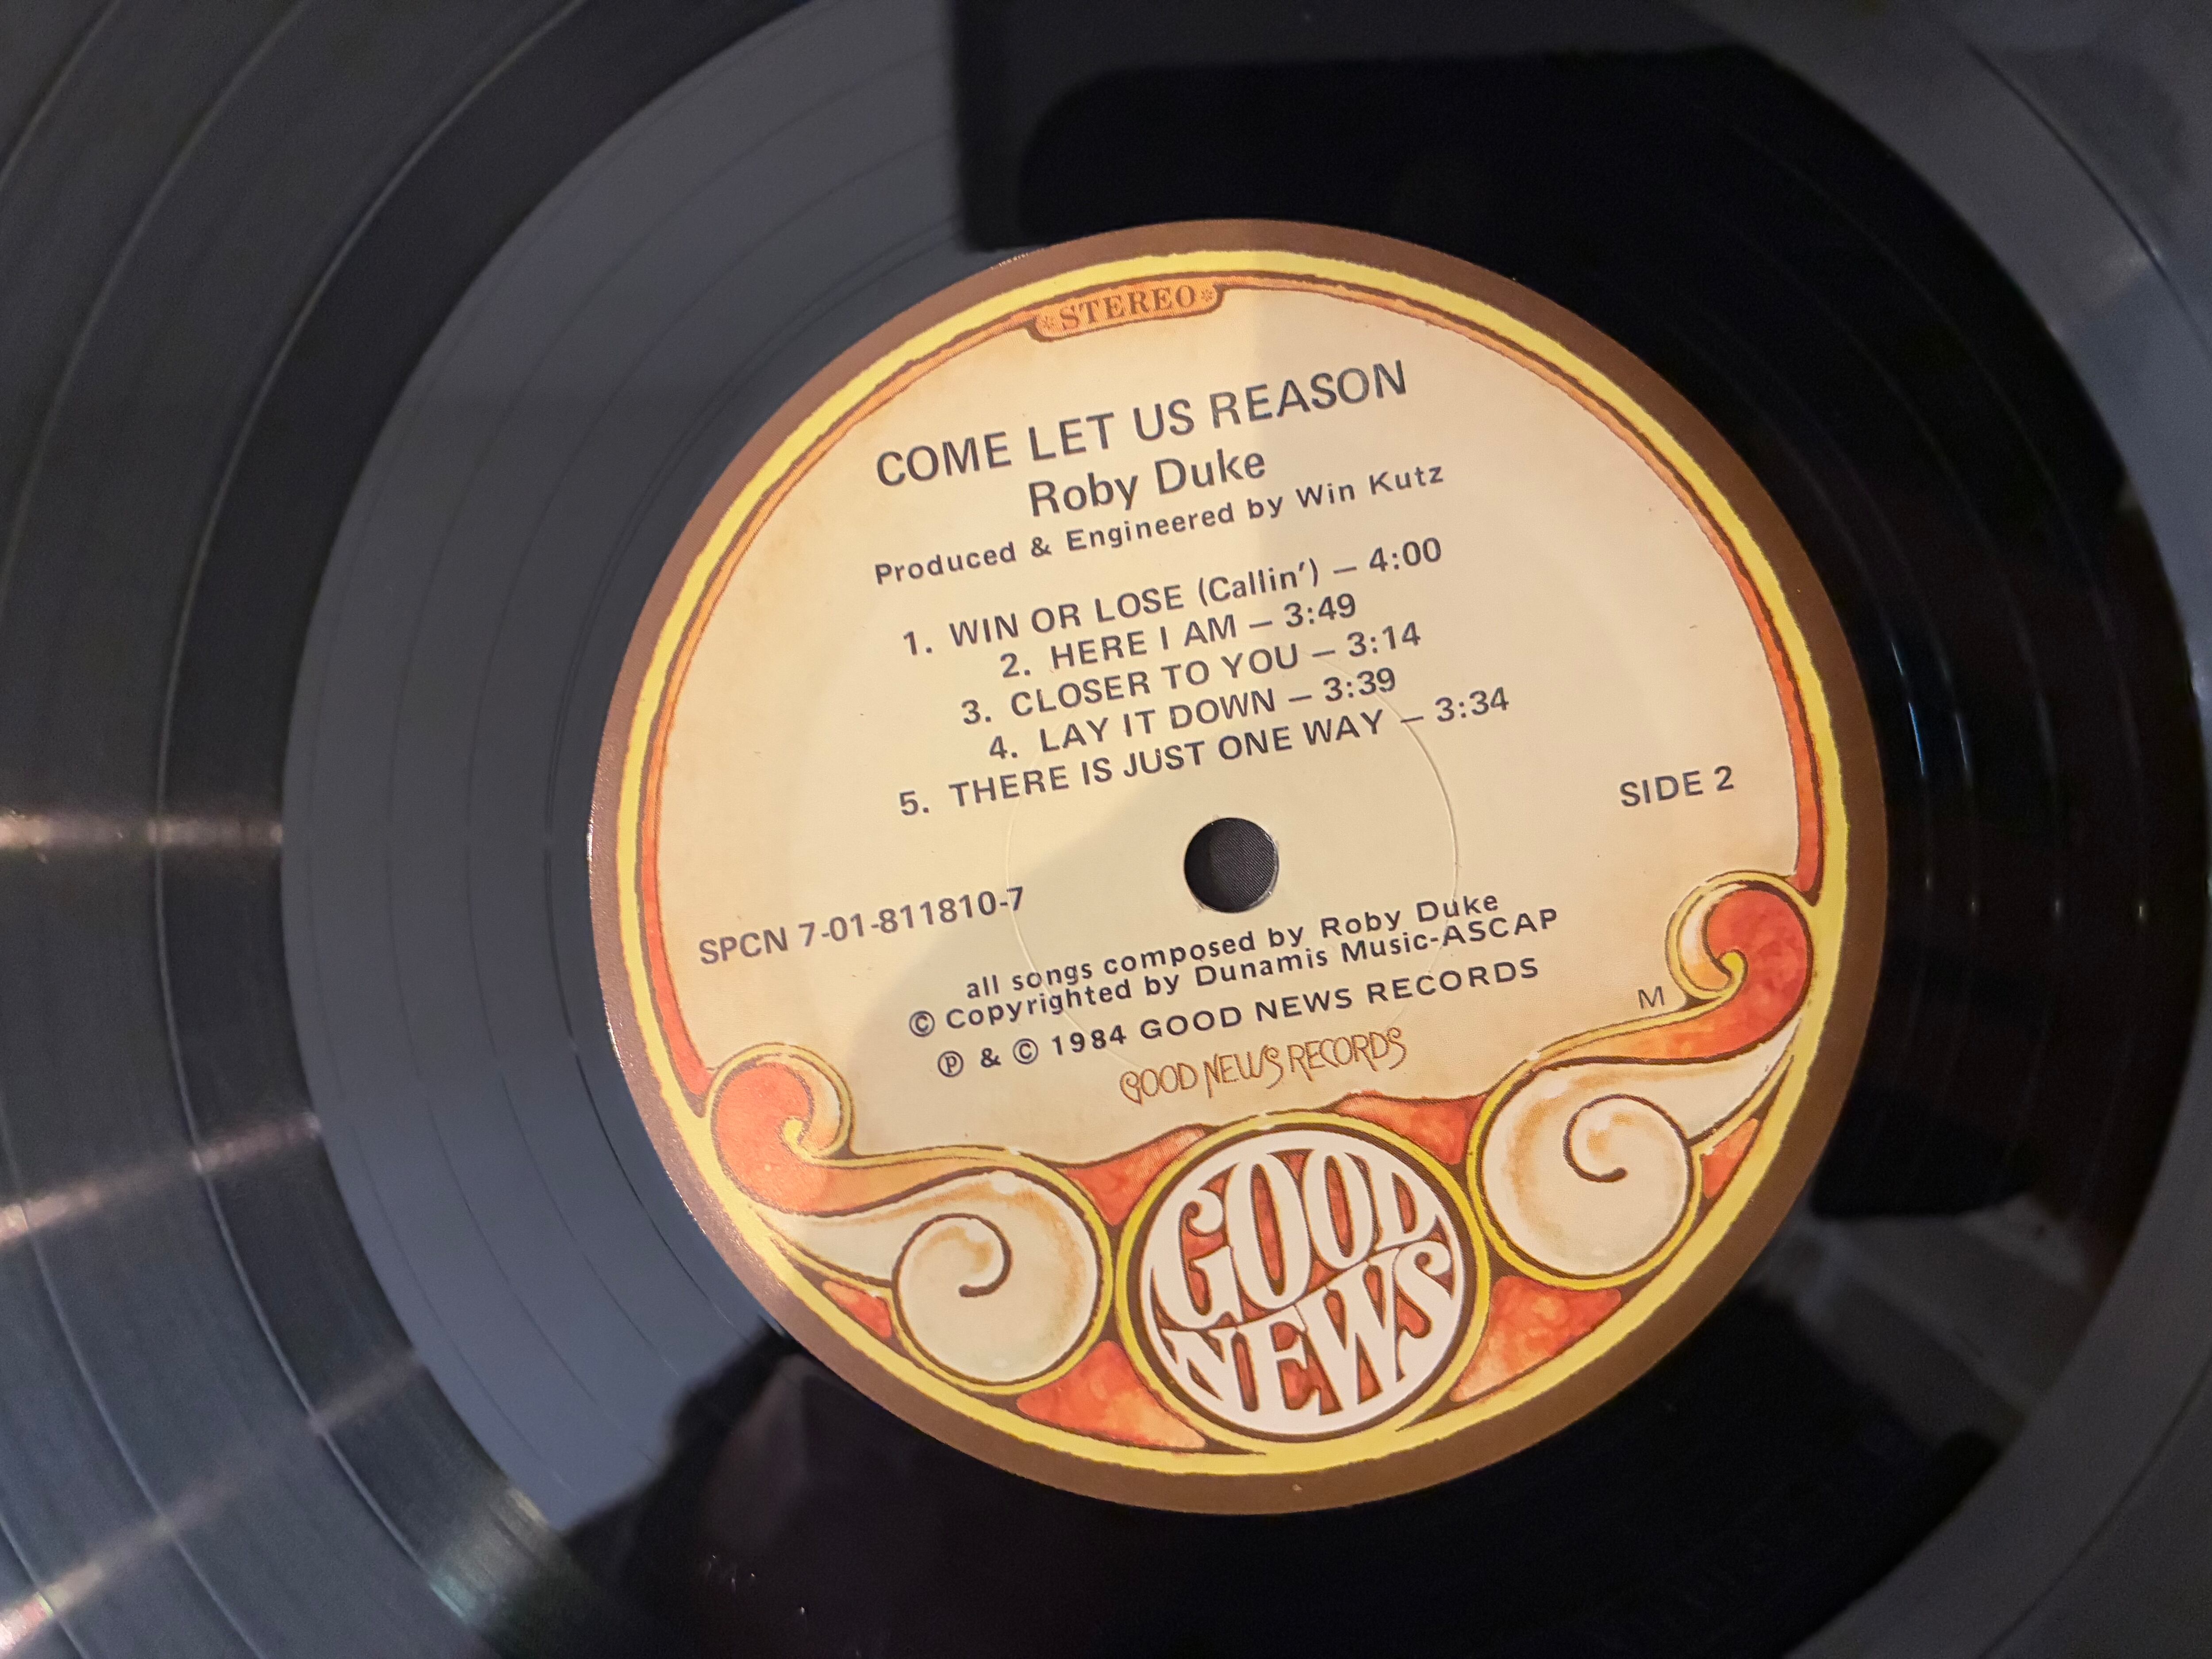 *STEREO*
COME LET US REASON
Roby Duke
Produced & Engineered by Win Kutz
1. WIN OR LOSE (Callin') – 4:00
2. HERE I AM – 3:49
3. CLOSER TO YOU – 3:14
4. LAY IT DOWN – 3:39
5. THERE IS JUST ONE WAY – 3:34
SIDE 2
SPCN 7-01-811810-7
all songs composed by Roby Duke
© Copyrighted by Dunamis Music-ASCAP
℗ & © 1984 GOOD NEWS RECORDS
M
GOOD NEWS RECORDS
GOOD
NEWS